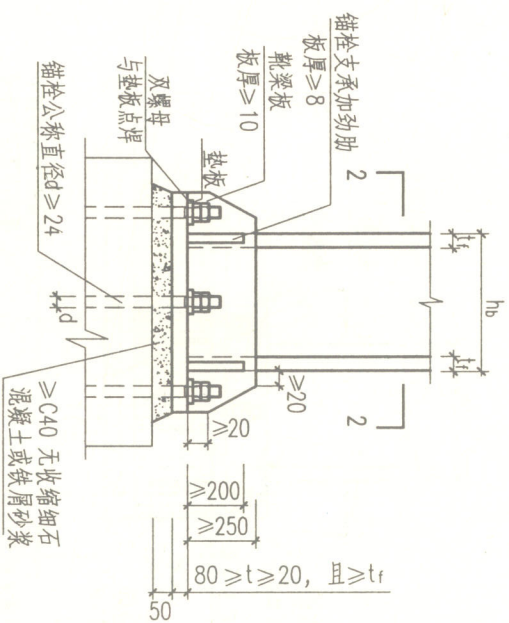 锚栓支承加劲肋
板厚≥8
靴梁板
板厚≥10
垫板
双螺母
与垫板点焊
锚栓公称直径d≥24
2
2
tf
hb
tf
d
≥20
≥20
≥200
≥250
80≥t≥20, 且≥tf
50
≥C40 无收缩细石
混凝土或铁屑砂浆